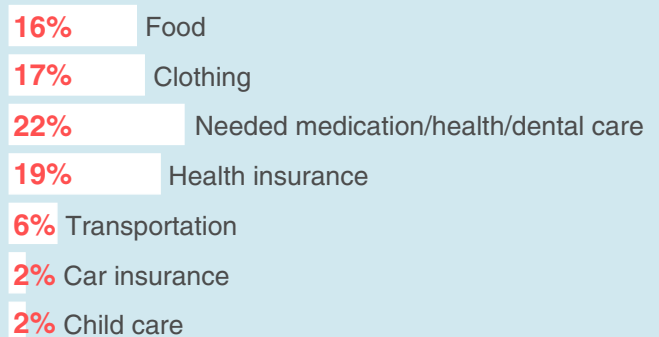 16% Food
17% Clothing
22% Needed medication/health/dental care
19% Health insurance
6% Transportation
2% Car insurance
2% Child care